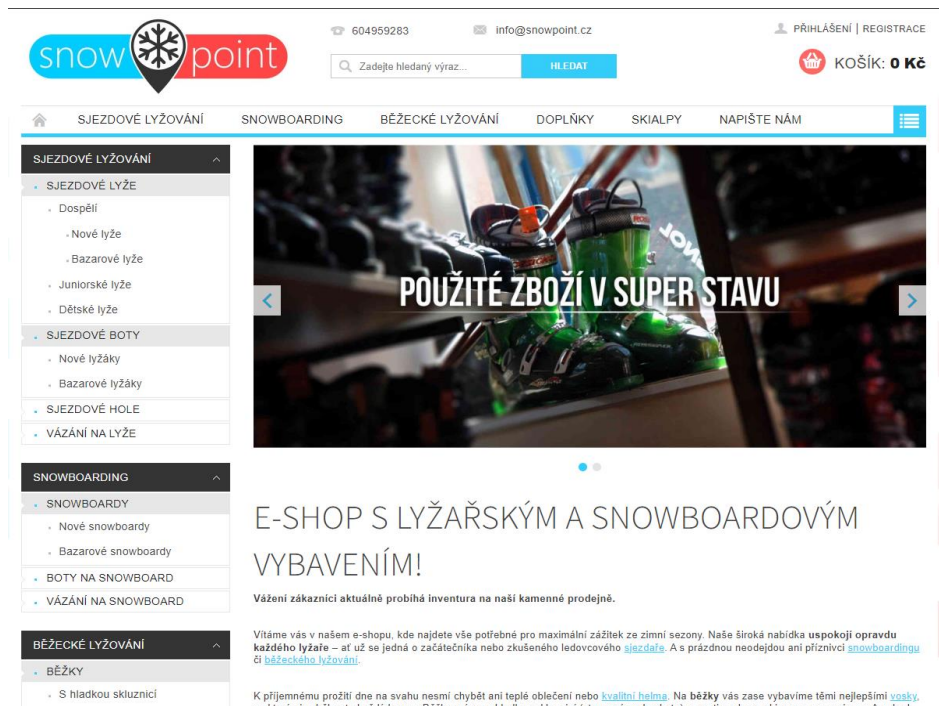 snow point
604959283
info@snowpoint.cz
PŘIHLÁŠENÍ | REGISTRACE
Zadejte hledaný výraz...
HLEDAT
KOŠÍK: 0 Kč
SJEZDOVÉ LYŽOVÁNÍ
SNOWBOARDING
BĚŽECKÉ LYŽOVÁNÍ
DOPLŇKY
SKIALPY
NAPIŠTE NÁM
SJEZDOVÉ LYŽOVÁNÍ
SJEZDOVÉ LYŽE
Dospělí
Nové lyže
Bazarové lyže
Juniorské lyže
Dětské lyže
SJEZDOVÉ BOTY
Nové lyžáky
Bazarové lyžáky
SJEZDOVÉ HOLE
VÁZÁNÍ NA LYŽE
SNOWBOARDING
SNOWBOARDY
Nové snowboardy
Bazarové snowboardy
BOTY NA SNOWBOARD
VÁZÁNÍ NA SNOWBOARD
BĚŽECKÉ LYŽOVÁNÍ
BĚŽKY
S hladkou skluznicí
POUŽITÉ ZBOŽÍ V SUPER STAVU
E-SHOP S LYŽAŘSKÝM A SNOWBOARDOVÝM
VYBAVENÍM!
Vážení zákazníci aktuálně probíhá inventura na naší kamenné prodejně.
Vítáme vás v našem e-shopu, kde najdete vše potřebné pro maximální zážitek ze zimní sezony. Naše široká nabídka uspokojí opravdu
každého lyžaře – ať už se jedná o začátečníka nebo zkušeného ledovcového sjezdaře. A s prázdnou neodejdou ani příznivci snowboardingu
či běžeckého lyžování.
K příjemnému prožití dne na svahu nesmí chybět ani teplé oblečení nebo kvalitní helma. Na běžky vás zase vybavíme těmi nejlepšími vosky,